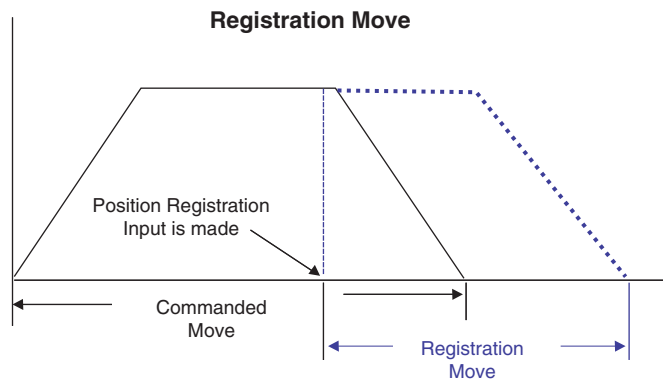 Registration Move
Position Registration
Input is made
Commanded
Move
Registration
Move